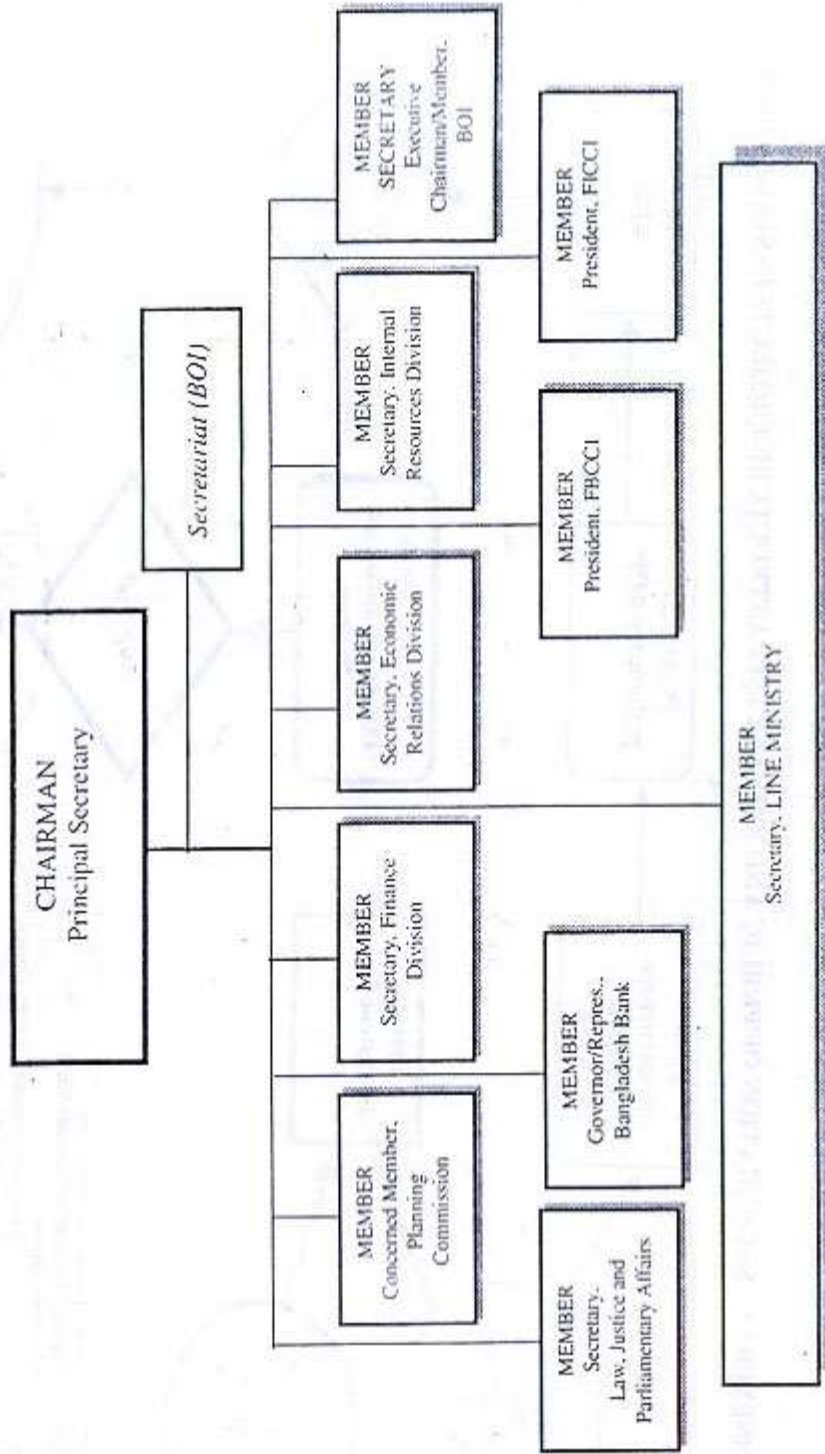 CHAIRMAN
Principal Secretary
Secretariat (BOI)
MEMBER
Concerned Member,
Planning
Commission
MEMBER
Secretary, Finance
Division
MEMBER
Secretary, Economic
Relations Division
MEMBER
Secretary, Internal
Resources Division
MEMBER
SECRETARY
Executive
Chairman/Member,
BOI
MEMBER
Secretary,
Law, Justice and
Parliamentary Affairs
MEMBER
Governor/Repres.,
Bangladesh Bank
MEMBER
President, FBCCI
MEMBER
President, FICCI
MEMBER
Secretary, LINE MINISTRY